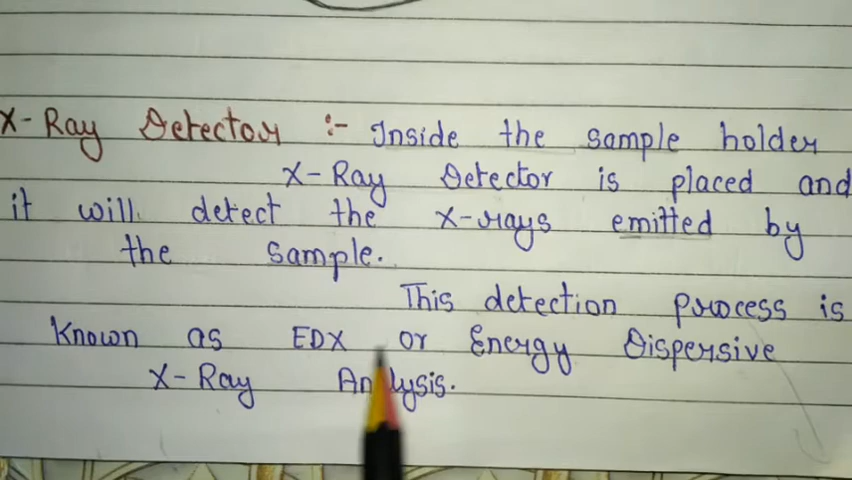 X-Ray Detector :- Inside the sample holder
X-Ray Detector is placed and
it will detect the X-rays emitted by
the sample.
This detection process is
Known as EDX or Energy Dispersive
X-Ray Analysis.